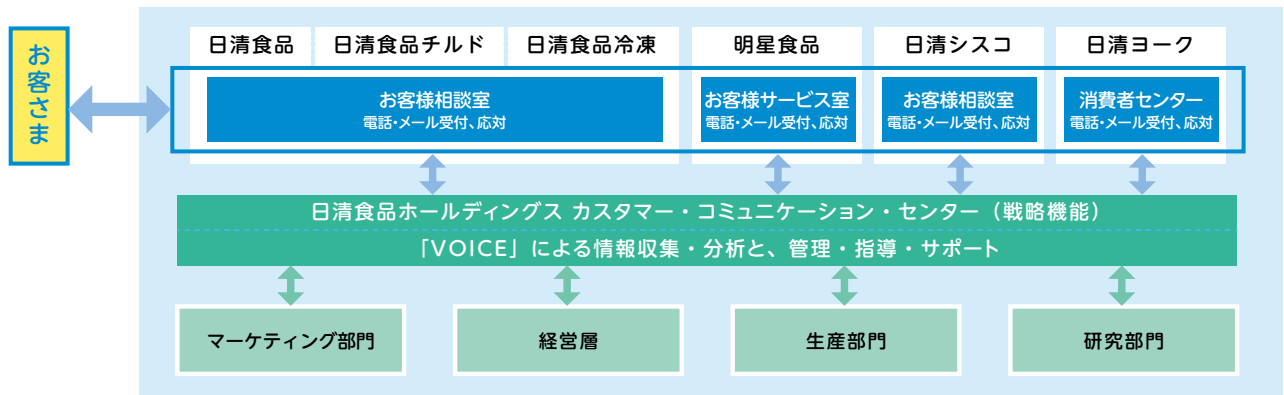 お客さま
日清食品
日清食品チルド
日清食品冷凍
明星食品
日清シスコ
日清ヨーク
お客様相談室
電話・メール受付、応対
お客様サービス室
電話・メール受付、応対
お客様相談室
電話・メール受付、応対
消費者センター
電話・メール受付、応対
日清食品ホールディングス カスタマー・コミュニケーション・センター（戦略機能）
「VOICE」による情報収集・分析と、管理・指導・サポート
マーケティング部門
経営層
生産部門
研究部門